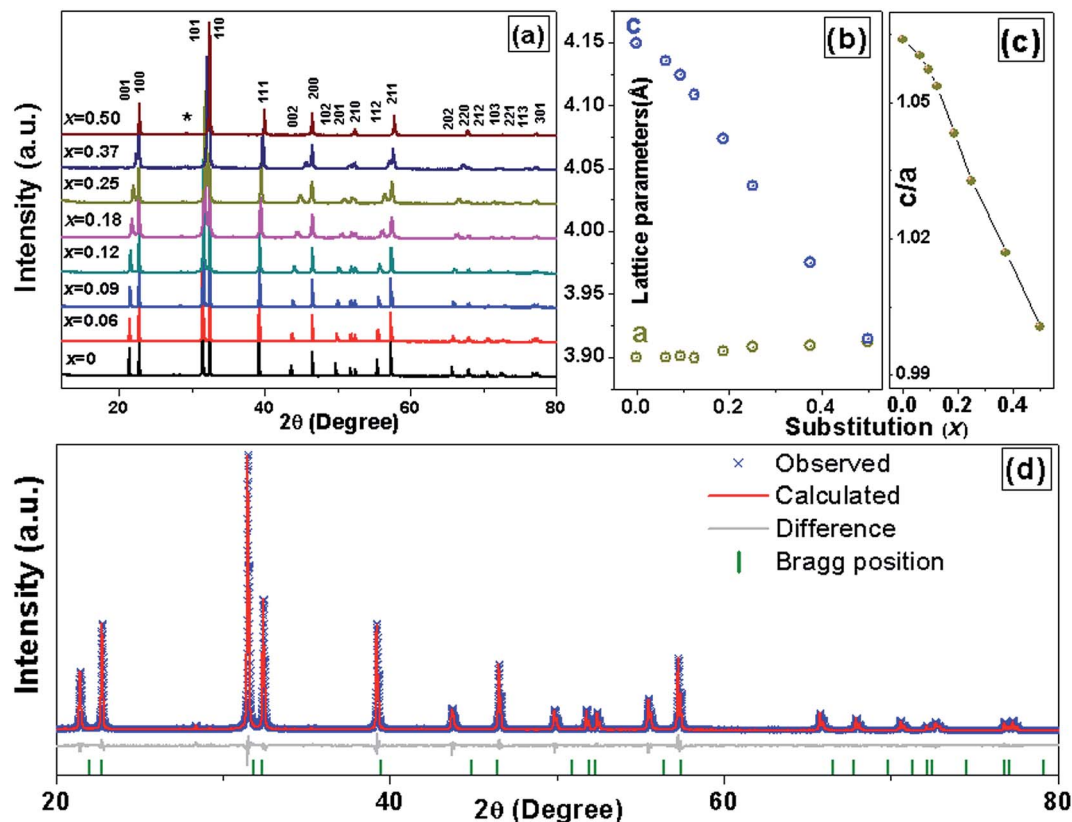 (a)
Intensity (a.u.)
001
100
101
110
111
002
200
102
201
210
112
211
202
220
212
103
221
113
301
*
x=0.50
x=0.37
x=0.25
x=0.18
x=0.12
x=0.09
x=0.06
x=0
20 40 60 80
2θ (Degree)
(b)
Lattice parameters(Å)
4.15
4.10
4.05
4.00
3.95
3.90
c
a
0.0 0.2 0.4 0.6
(c)
c/a
1.05
1.02
0.99
0.0 0.2 0.4
Substitution (X)
(d)
Intensity (a.u.)
Observed
Calculated
Difference
Bragg position
20 40 60 80
2θ (Degree)